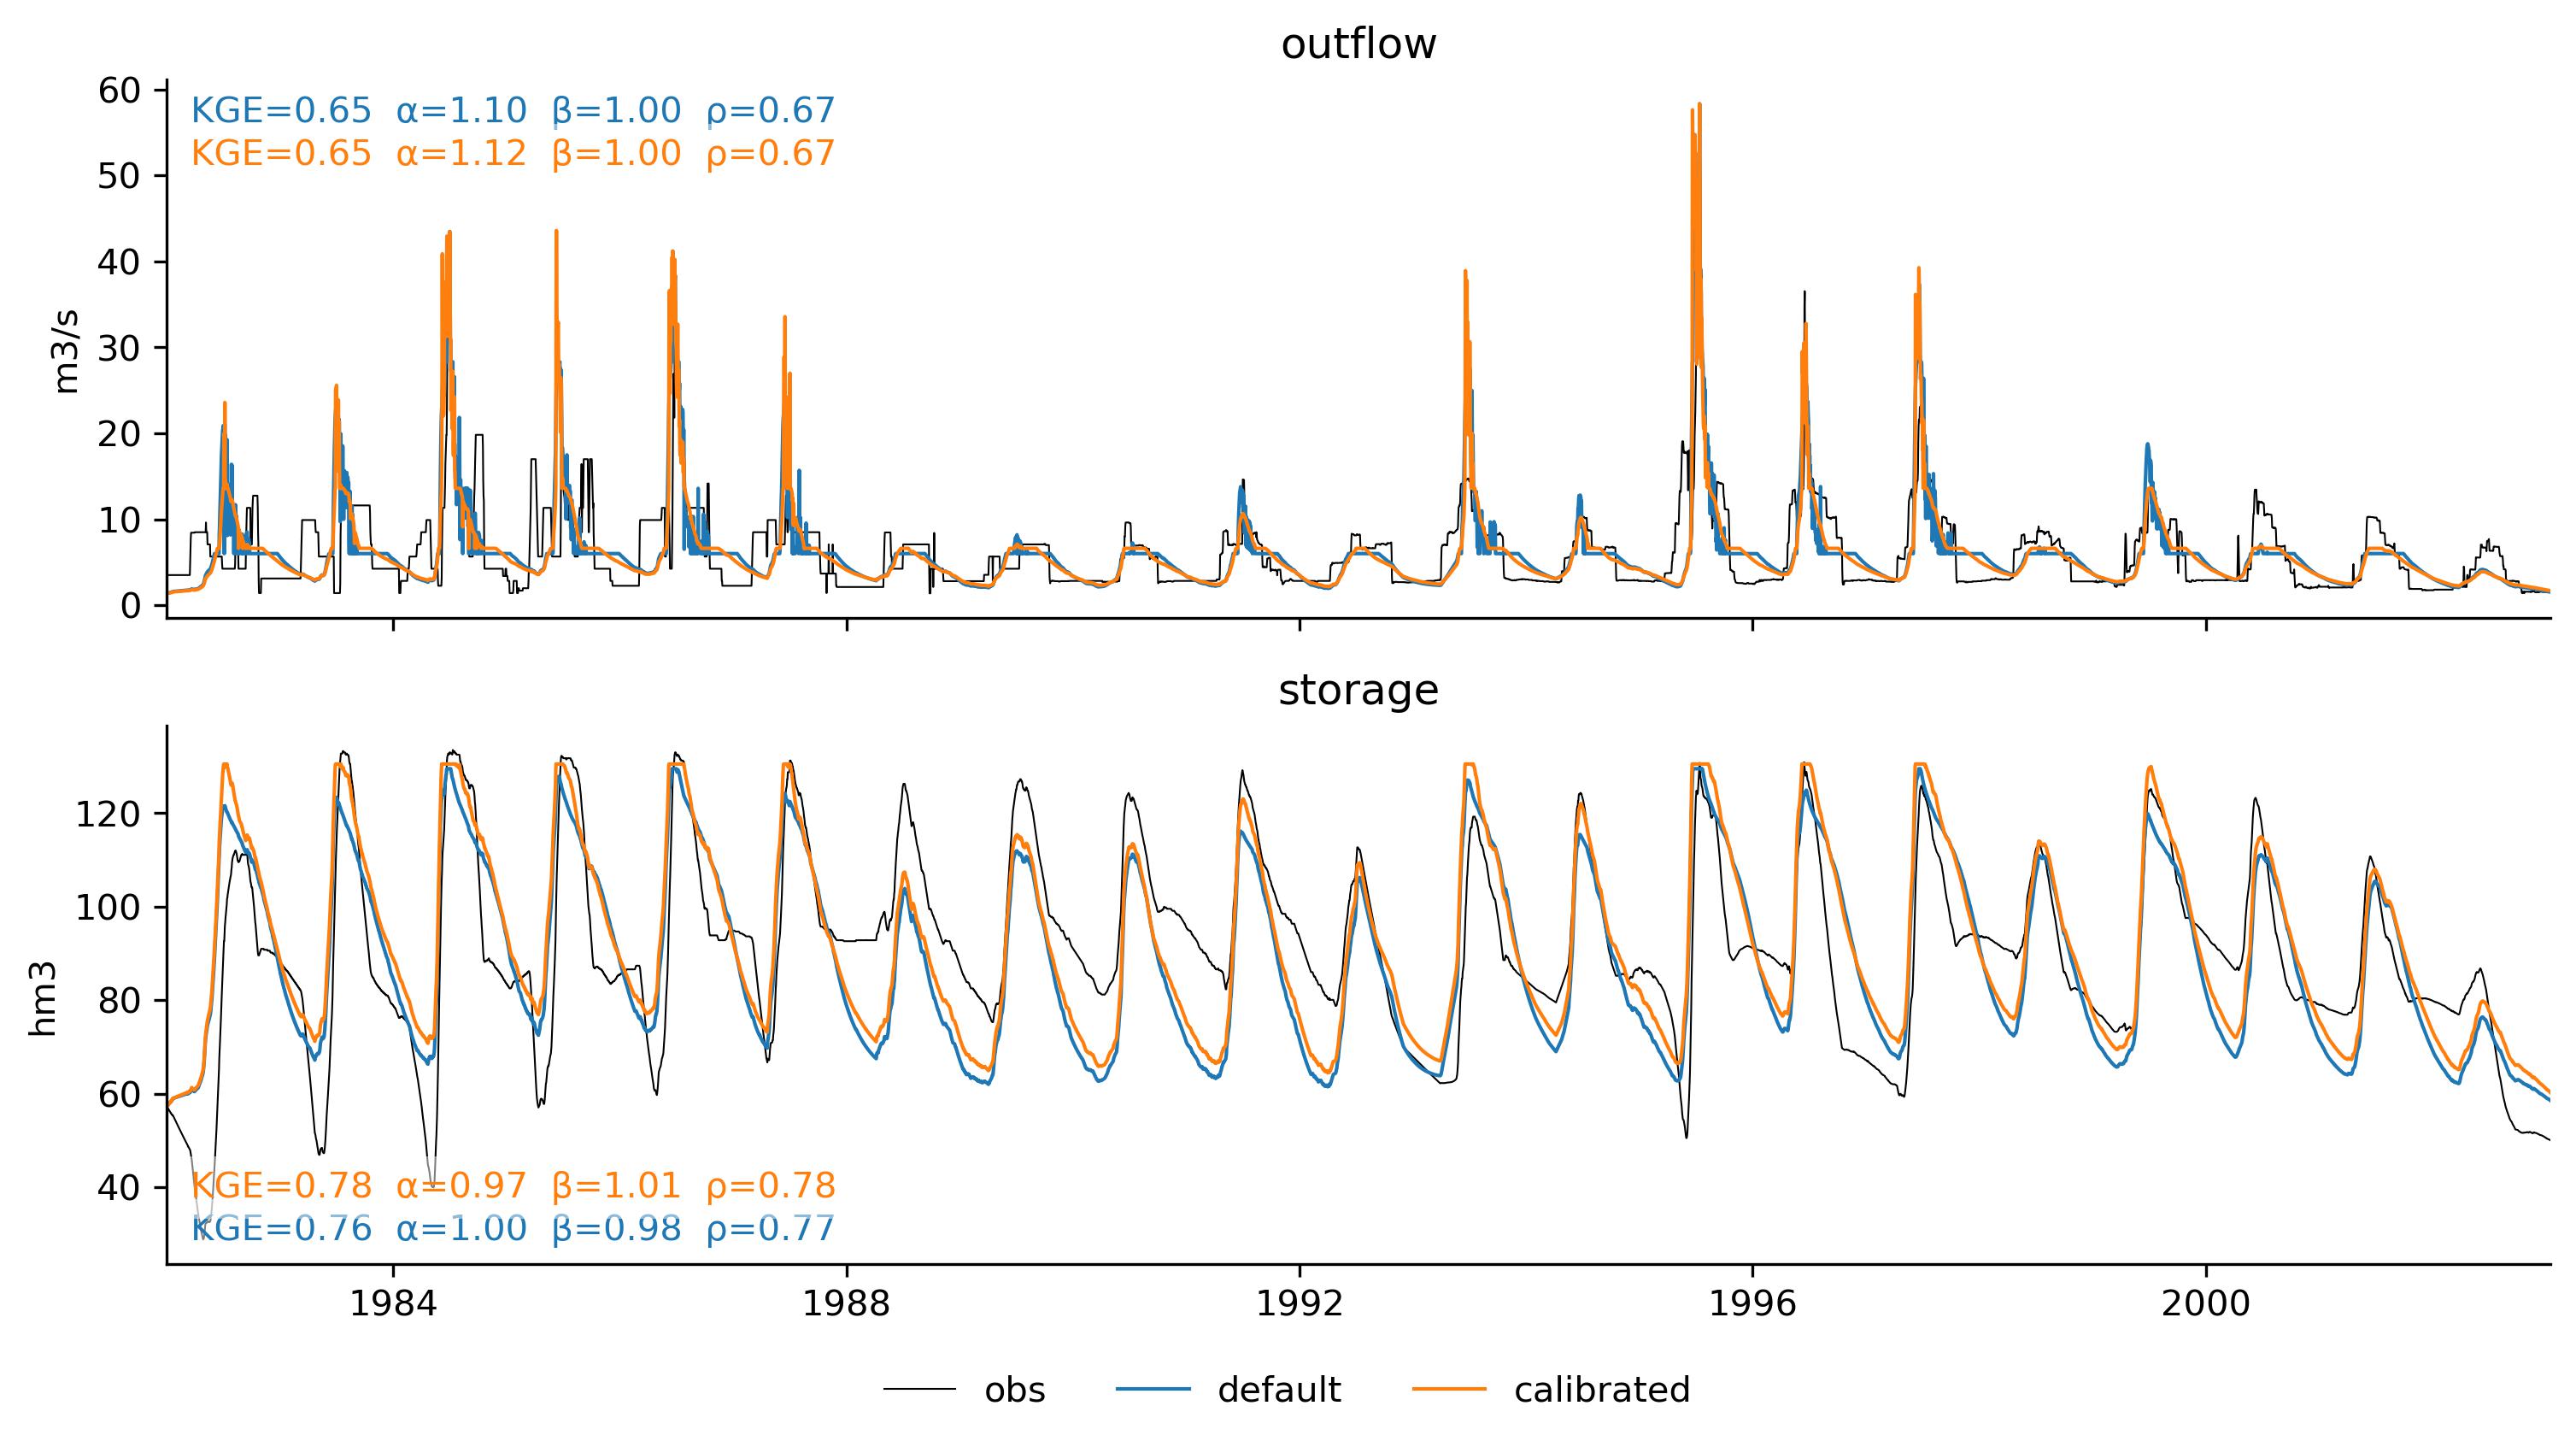 outflow
60
50
40
30
20
10
0
m3/s
KGE=0.65 α=1.10 β=1.00 ρ=0.67
KGE=0.65 α=1.12 β=1.00 ρ=0.67
storage
120
100
80
60
40
hm3
KGE=0.78 α=0.97 β=1.01 ρ=0.78
KGE=0.76 α=1.00 β=0.98 ρ=0.77
1984 1988 1992 1996 2000
obs default calibrated